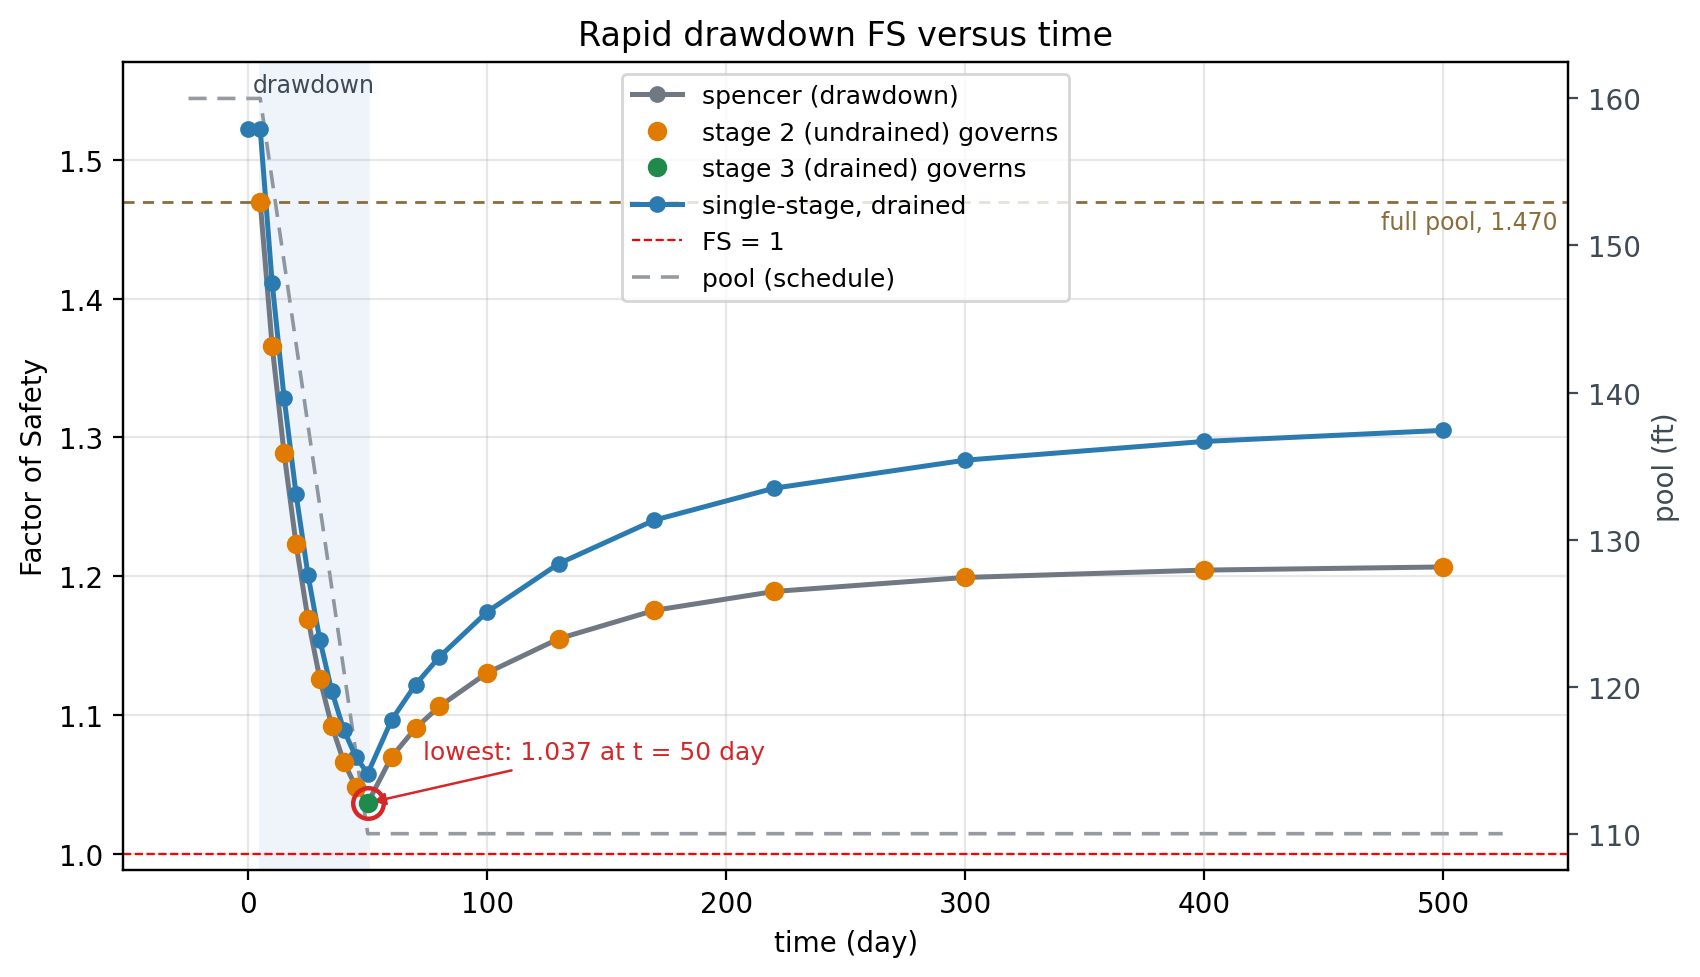 Rapid drawdown FS versus time
drawdown
spencer (drawdown)
stage 2 (undrained) governs
stage 3 (drained) governs
single-stage, drained
FS = 1
pool (schedule)
full pool, 1.470
lowest: 1.037 at t = 50 day
Factor of Safety
1.5
1.4
1.3
1.2
1.1
1.0
160
150
140
130
120
110
pool (ft)
0
100
200
300
400
500
time (day)